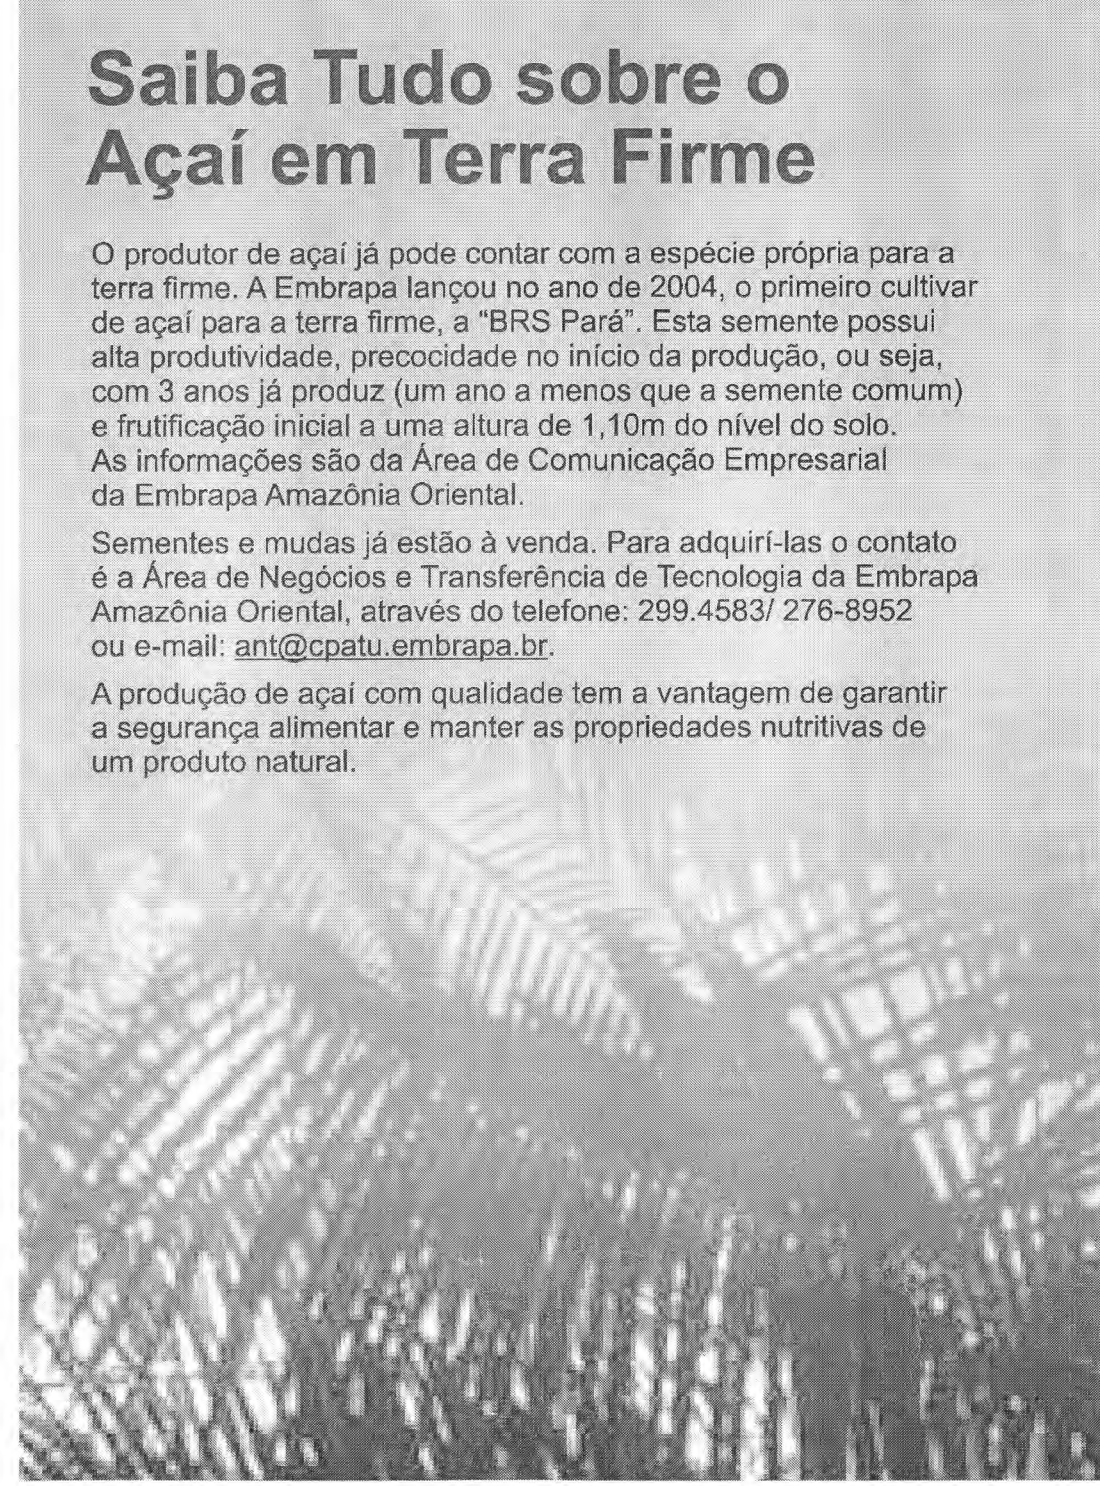 Saiba Tudo sobre o
Açaí em Terra Firme
O produtor de açaí já pode contar com a espécie própria para a
terra firme. A Embrapa lançou no ano de 2004, o primeiro cultivar
de açaí para a terra firme, a “BRS Pará”. Esta semente possui
alta produtividade, precocidade no início da produção, ou seja,
com 3 anos já produz (um ano a menos que a semente comum)
e frutificação inicial a uma altura de 1,10m do nível do solo.
As informações são da Área de Comunicação Empresarial
da Embrapa Amazônia Oriental.
Sementes e mudas já estão à venda. Para adquirí-las o contato
é a Área de Negócios e Transferência de Tecnologia da Embrapa
Amazônia Oriental, através do telefone: 299.4583/ 276-8952
ou e-mail: ant@cpatu.embrapa.br.
A produção de açaí com qualidade tem a vantagem de garantir
a segurança alimentar e manter as propriedades nutritivas de
um produto natural.